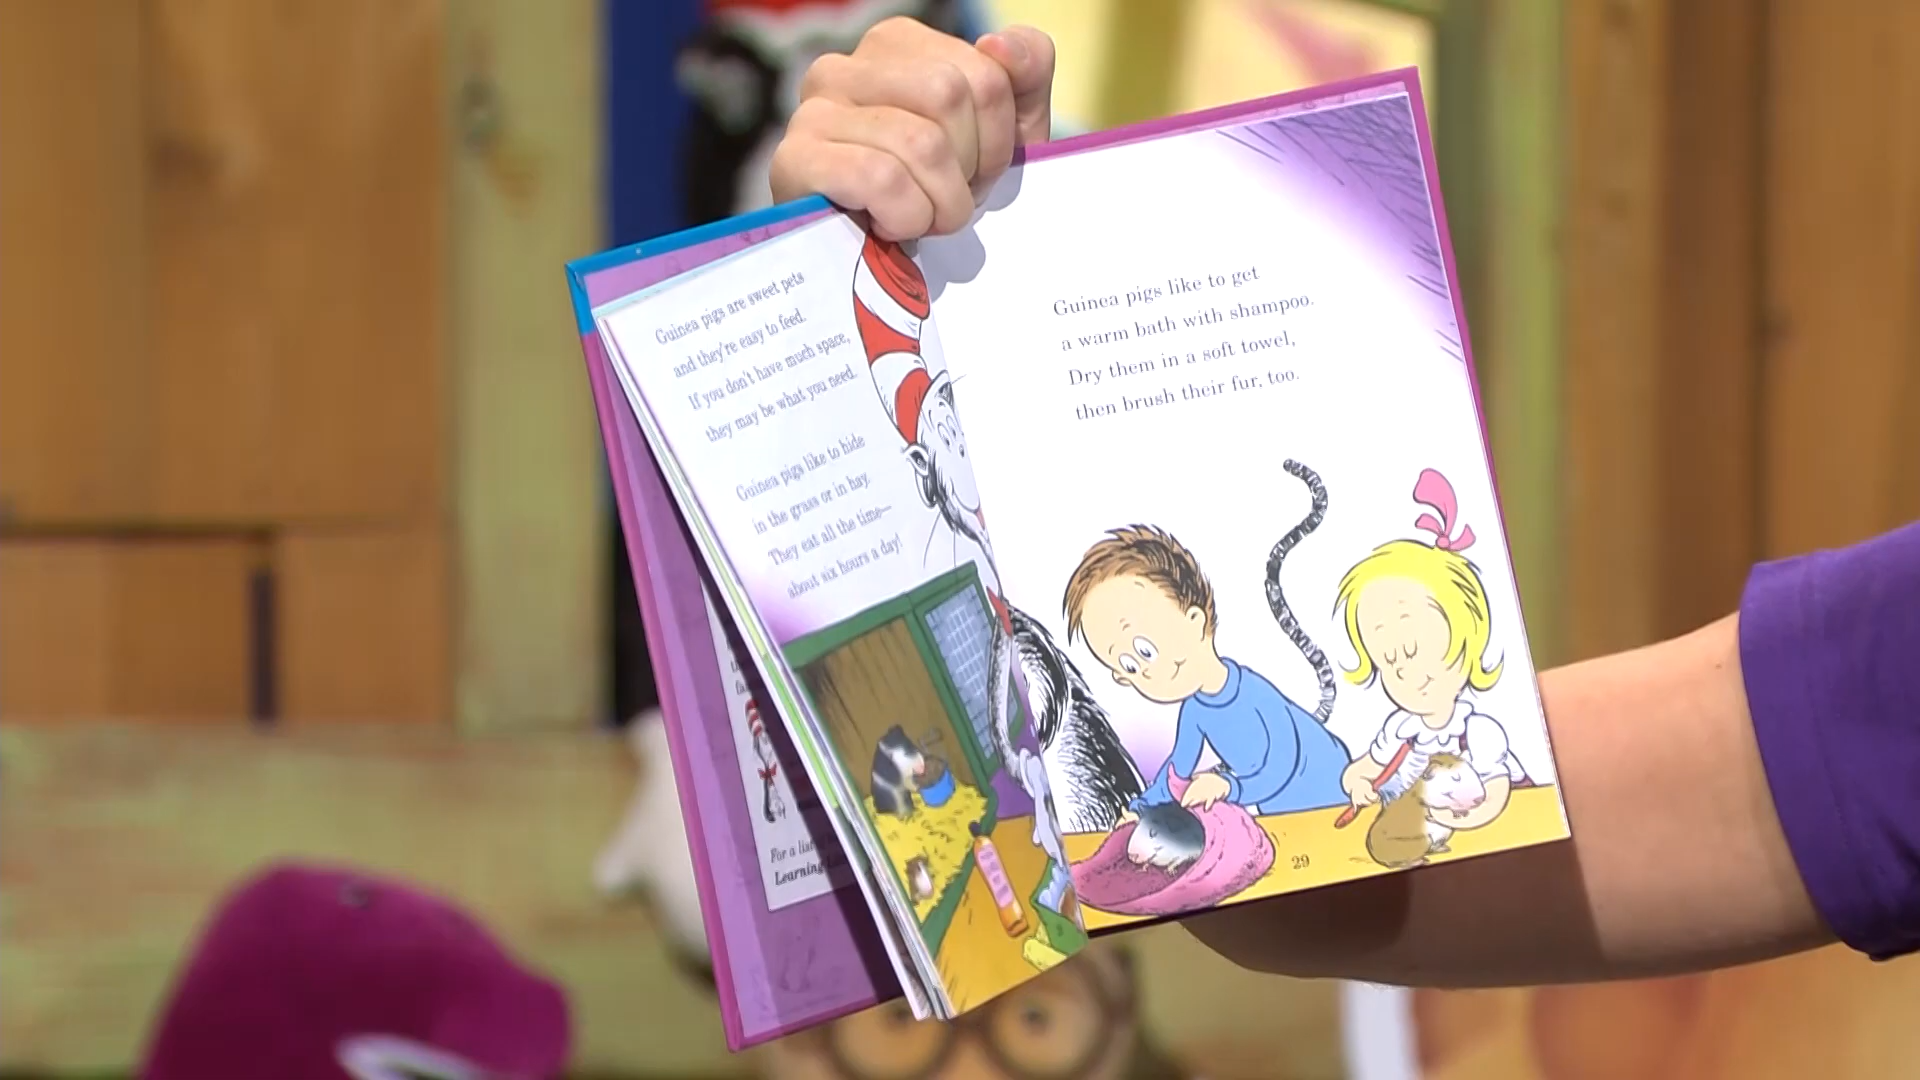 Guinea pigs are sweet pets
and they're easy to feed.
If you don't have much space,
they may be what you need.
Guinea pigs like to hide
in the grass or in hay.
They eat all the time—
about six hours a day!
Guinea pigs like to get
a warm bath with shampoo.
Dry them in a soft towel,
then brush their fur, too.
29
For a list
Learning